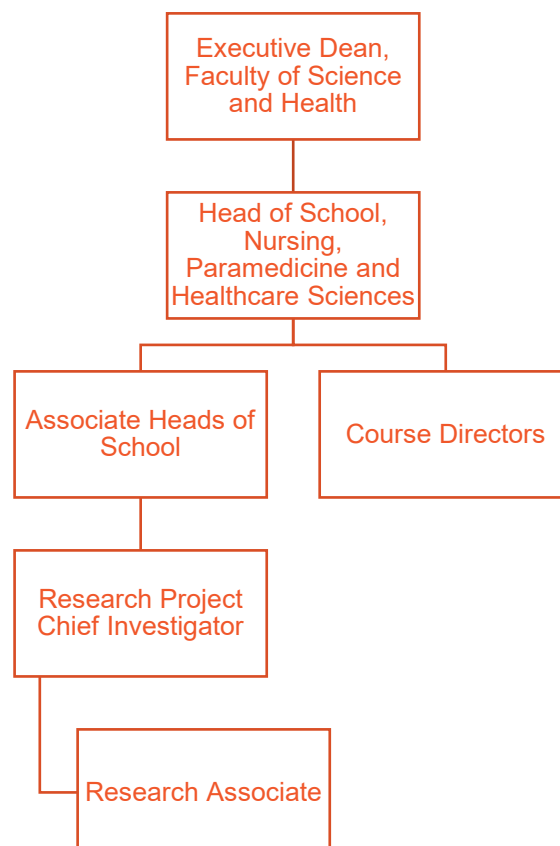 Executive Dean,
Faculty of Science
and Health
Head of School,
Nursing,
Paramedicine and
Healthcare Sciences
Associate Heads of
School
Course Directors
Research Project
Chief Investigator
Research Associate